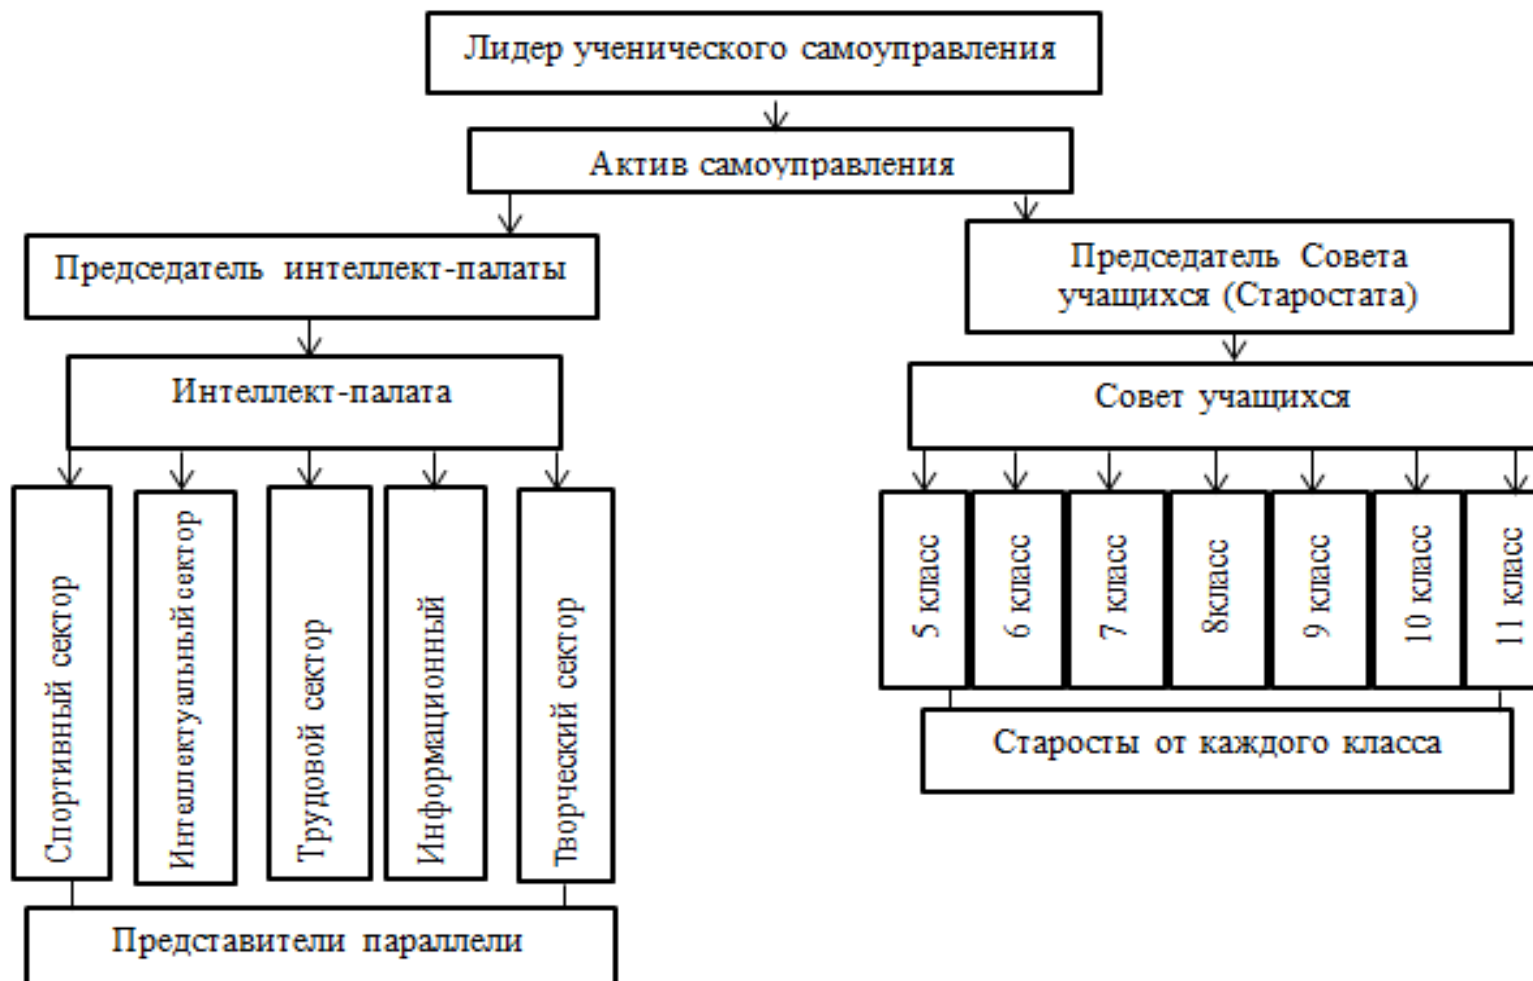 Лидер ученического самоуправления
Актив самоуправления
Председатель интеллект-палаты
Председатель Совета
учащихся (Старостата)
Интеллект-палата
Совет учащихся
Спортивный сектор
Интеллектуальный сектор
Трудовой сектор
Информационный
Творческий сектор
5 класс
6 класс
7 класс
8класс
9 класс
10 класс
11 класс
Старосты от каждого класса
Представители параллели